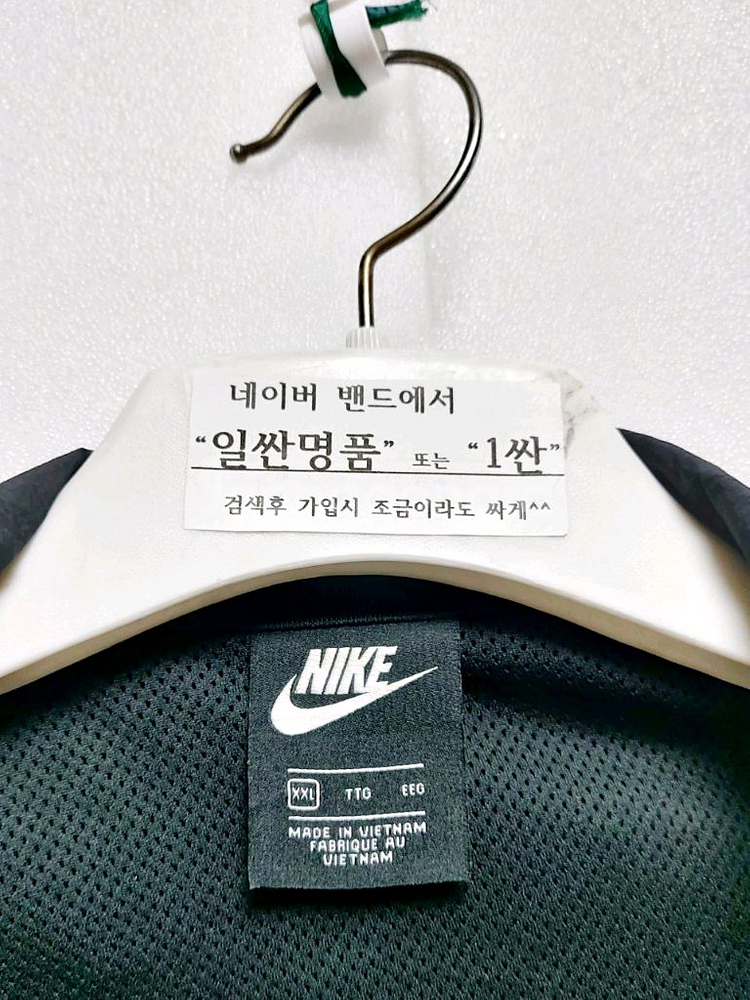 네이버 밴드에서
“일싼명품” 또는 “1싼”
검색후 가입시 조금이라도 싸게^^
NIKE
XXL TTG EEG
MADE IN VIETNAM
FABRIQUE AU
VIETNAM